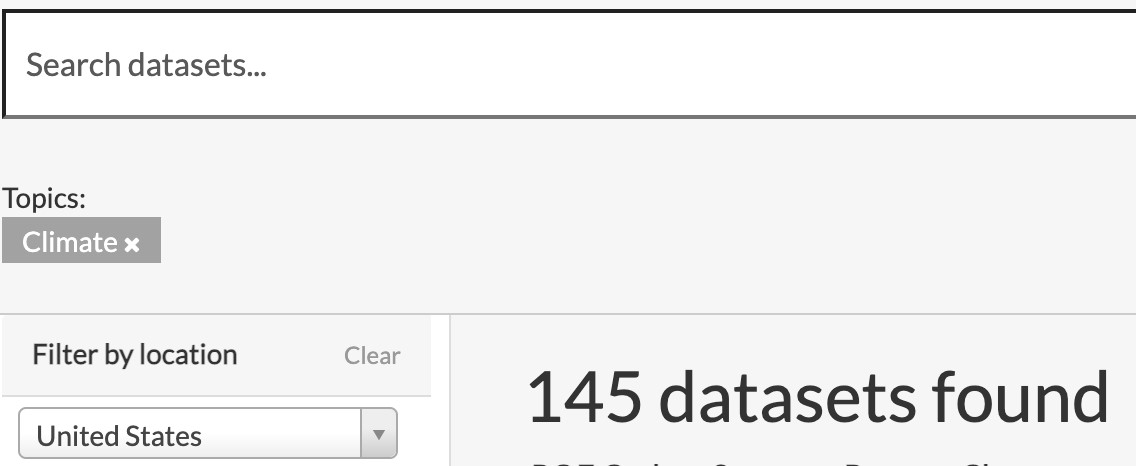 Search datasets...
Topics:
Climate ×
Filter by location
Clear
145 datasets found
United States